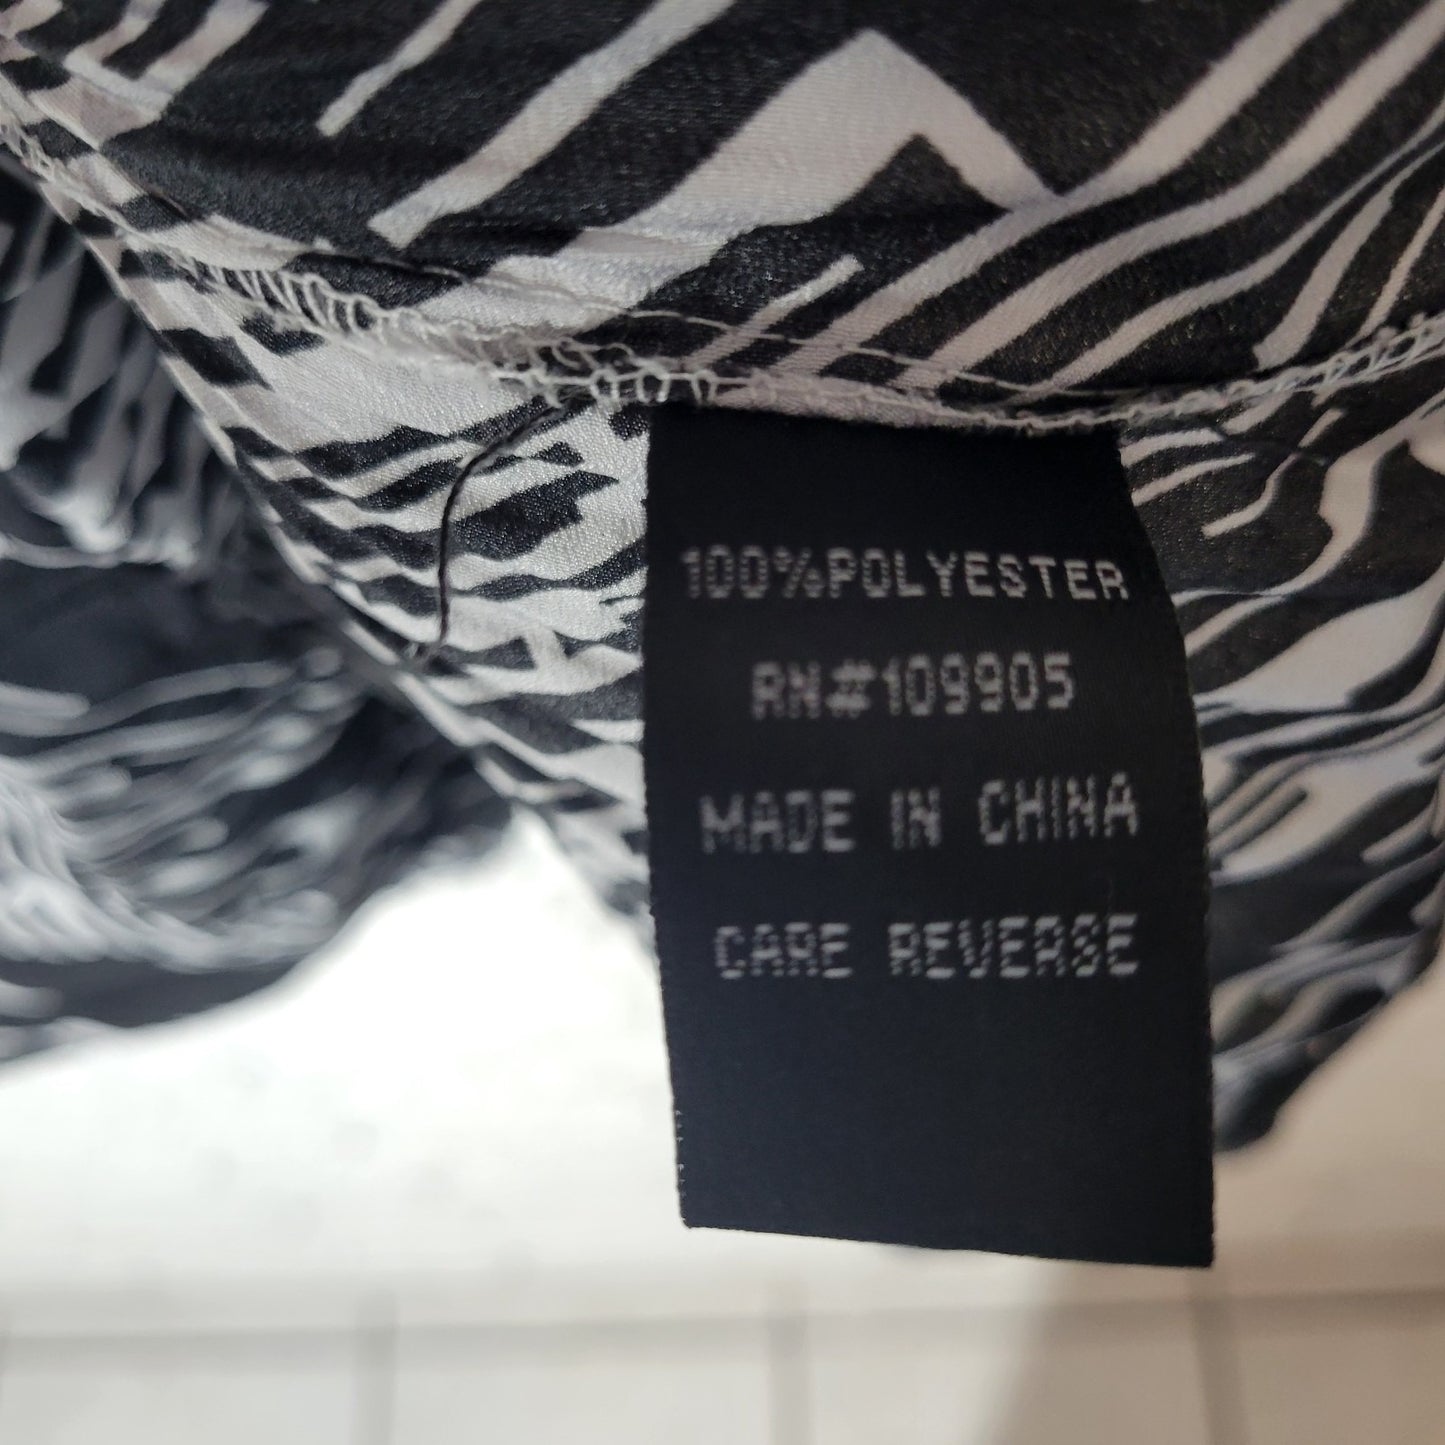 100%POLYESTER
RN#109905
MADE IN CHINA
CARE REVERSE